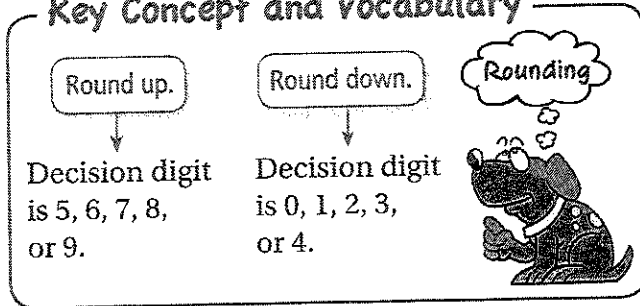 Key Concept and Vocabulary
Round up.
Decision digit
is 5, 6, 7, 8,
or 9.
Round down.
Decision digit
is 0, 1, 2, 3,
or 4.
Rounding